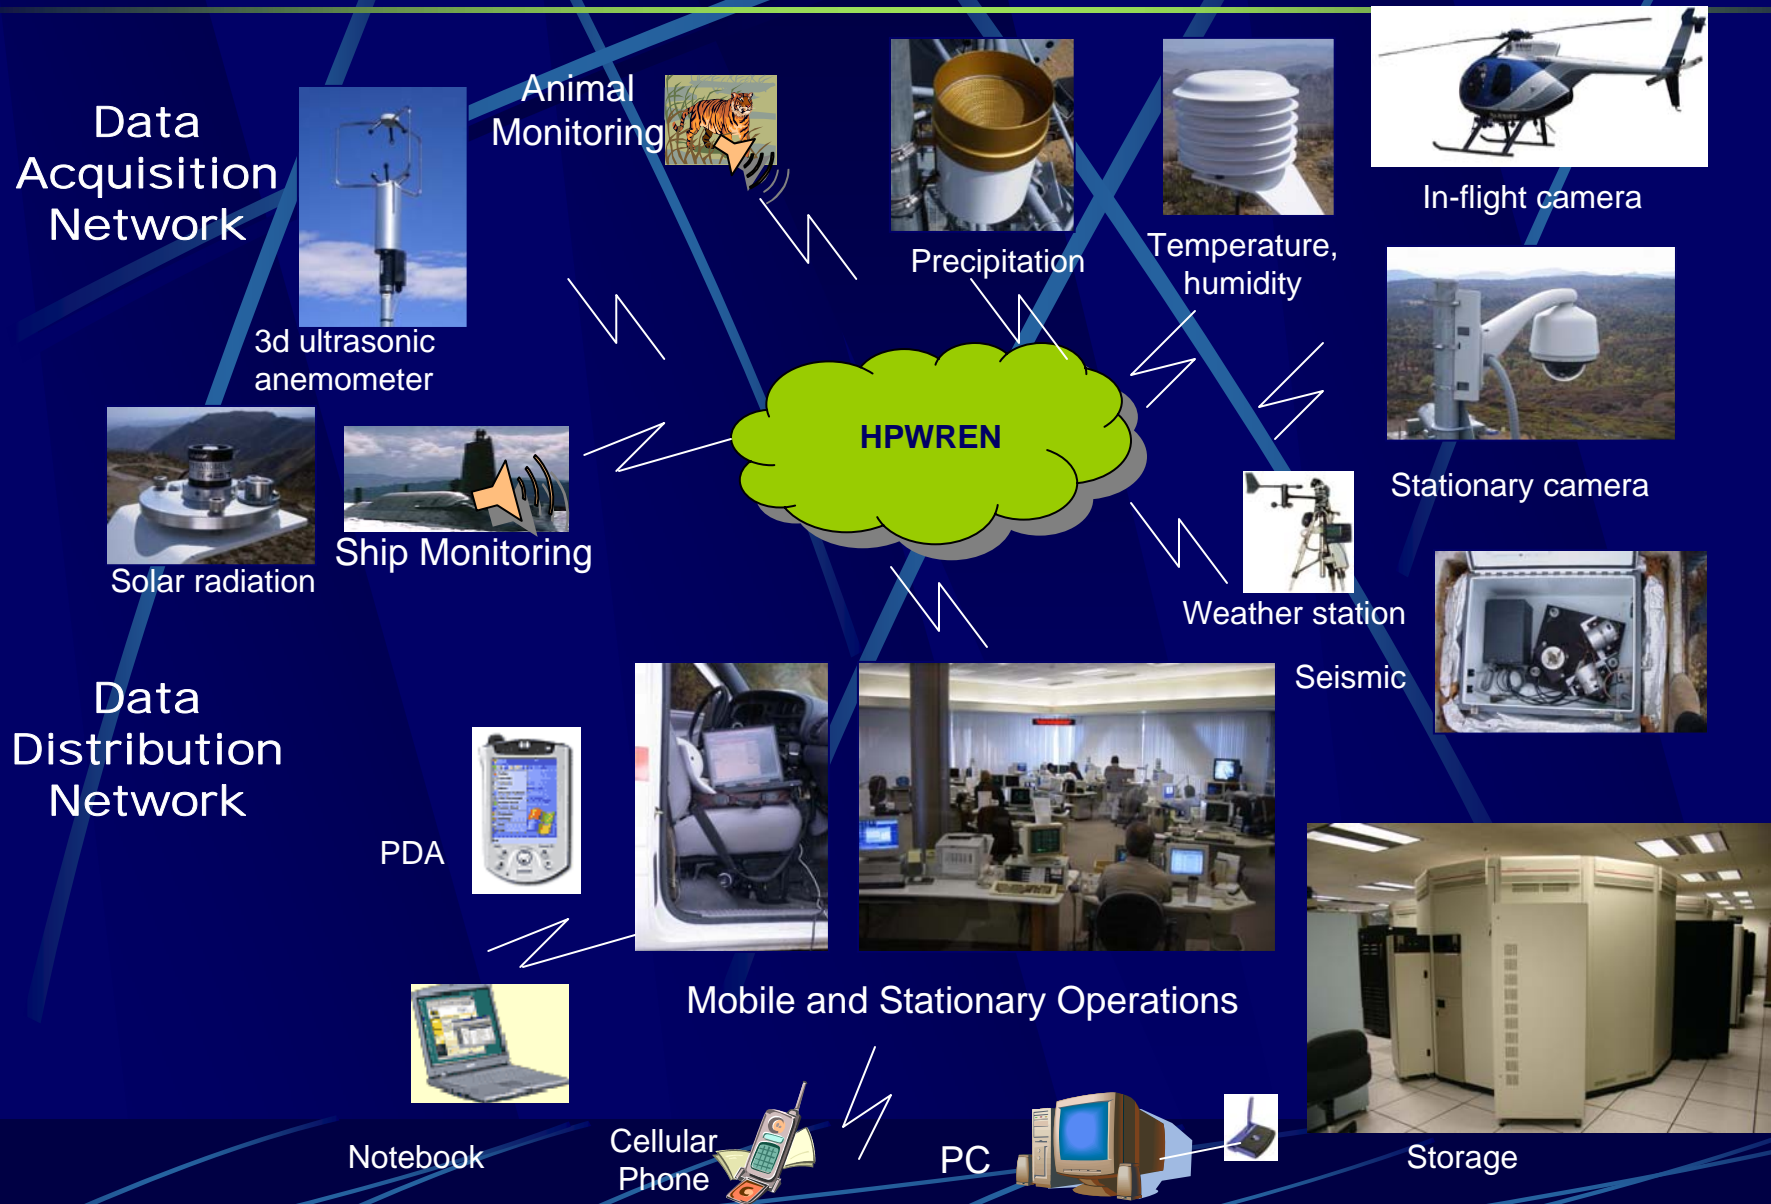 Data
Acquisition
Network
Animal
Monitoring
3d ultrasonic
anemometer
Precipitation
Temperature,
humidity
In-flight camera
HPWREN
Solar radiation
Ship Monitoring
Stationary camera
Weather station
Seismic
Data
Distribution
Network
PDA
Mobile and Stationary Operations
Notebook
Cellular
Phone
PC
Storage